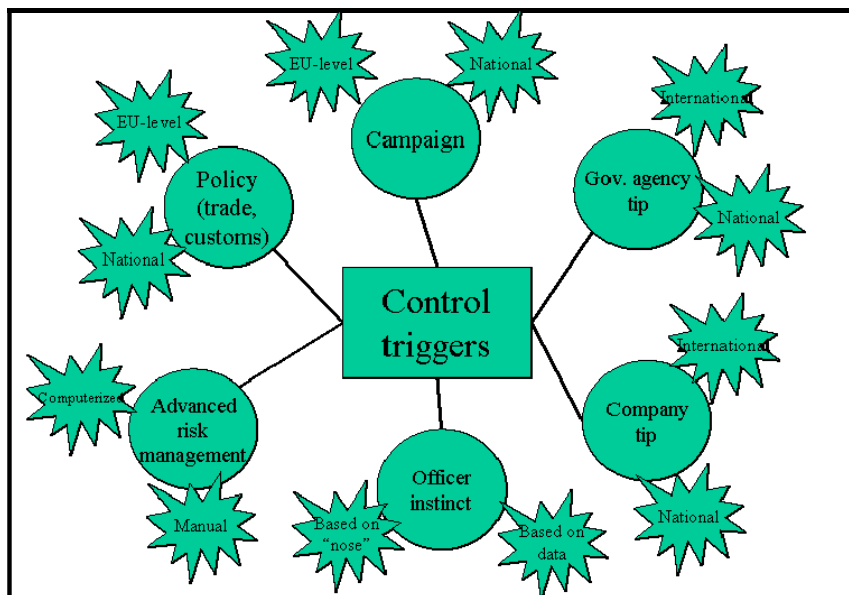 EU-level
National
Campaign
International
EU-level
Policy
(trade,
customs)
National
Gov. agency
tip
National
Control
triggers
International
Computerized
Advanced
risk
management
Manual
Company
tip
National
Officer
instinct
Based on
“nose”
Based on
data